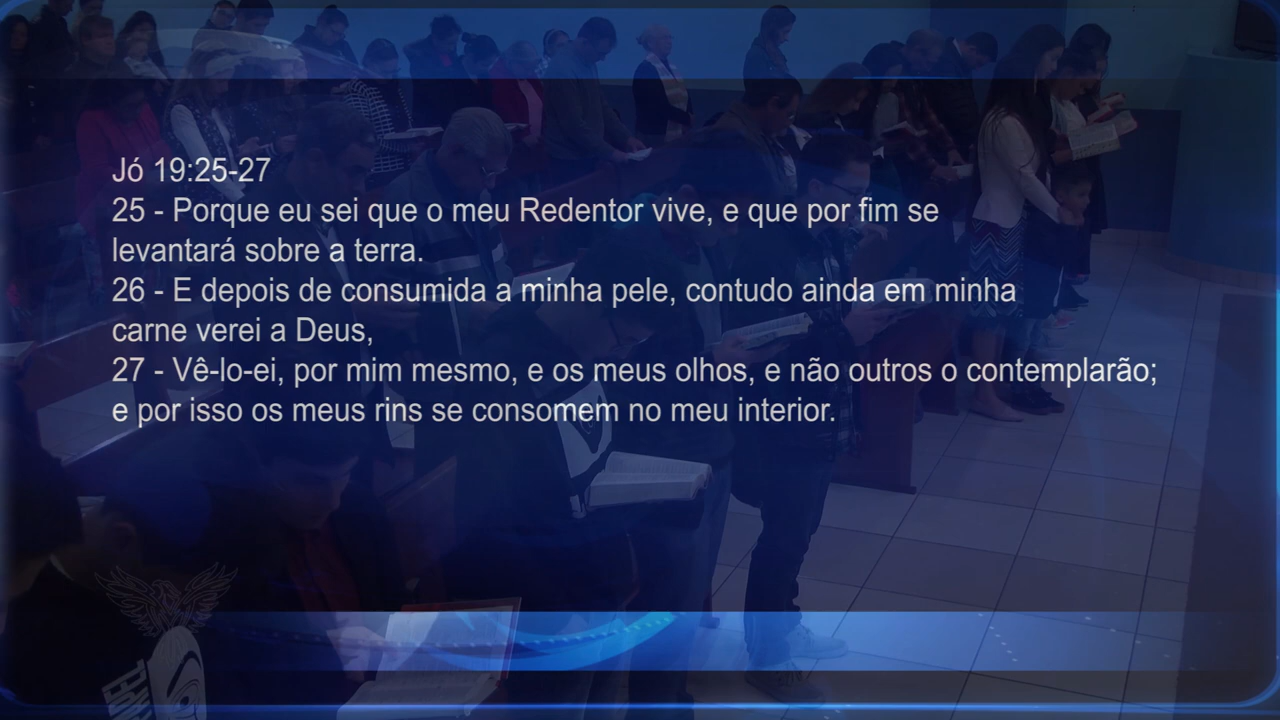 Jó 19:25-27
25 - Porque eu sei que o meu Redentor vive, e que por fim se
levantará sobre a terra.
26 - E depois de consumida a minha pele, contudo ainda em minha
carne verei a Deus,
27 - Vê-lo-ei, por mim mesmo, e os meus olhos, e não outros o contemplarão;
e por isso os meus rins se consomem no meu interior.